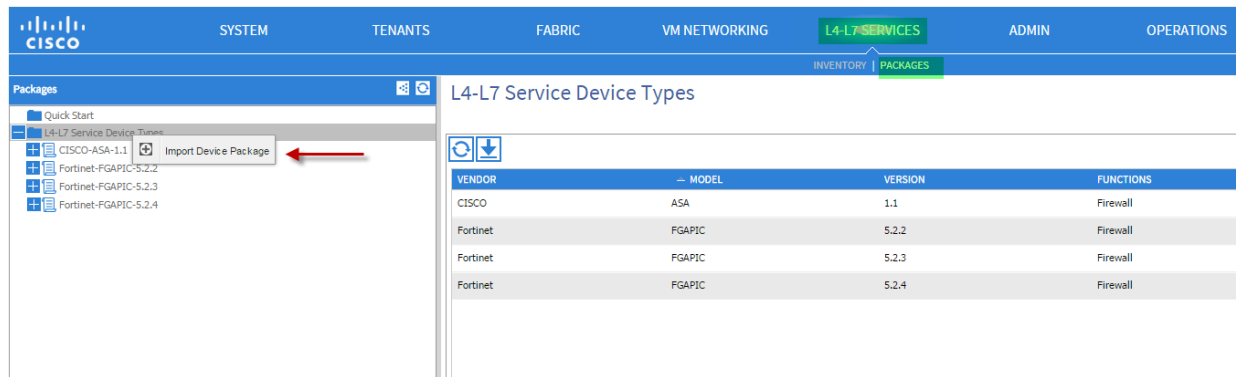 CISCO
SYSTEM TENANTS FABRIC VM NETWORKING L4-L7 SERVICES ADMIN OPERATIONS
INVENTORY | PACKAGES
Packages
Quick Start
L4-L7 Service Device Types
CISCO-ASA-1.1
Import Device Package
Fortinet-FGAPIC-5.2.2
Fortinet-FGAPIC-5.2.3
Fortinet-FGAPIC-5.2.4
L4-L7 Service Device Types
VENDOR MODEL VERSION FUNCTIONS
CISCO ASA 1.1 Firewall
Fortinet FGAPIC 5.2.2 Firewall
Fortinet FGAPIC 5.2.3 Firewall
Fortinet FGAPIC 5.2.4 Firewall